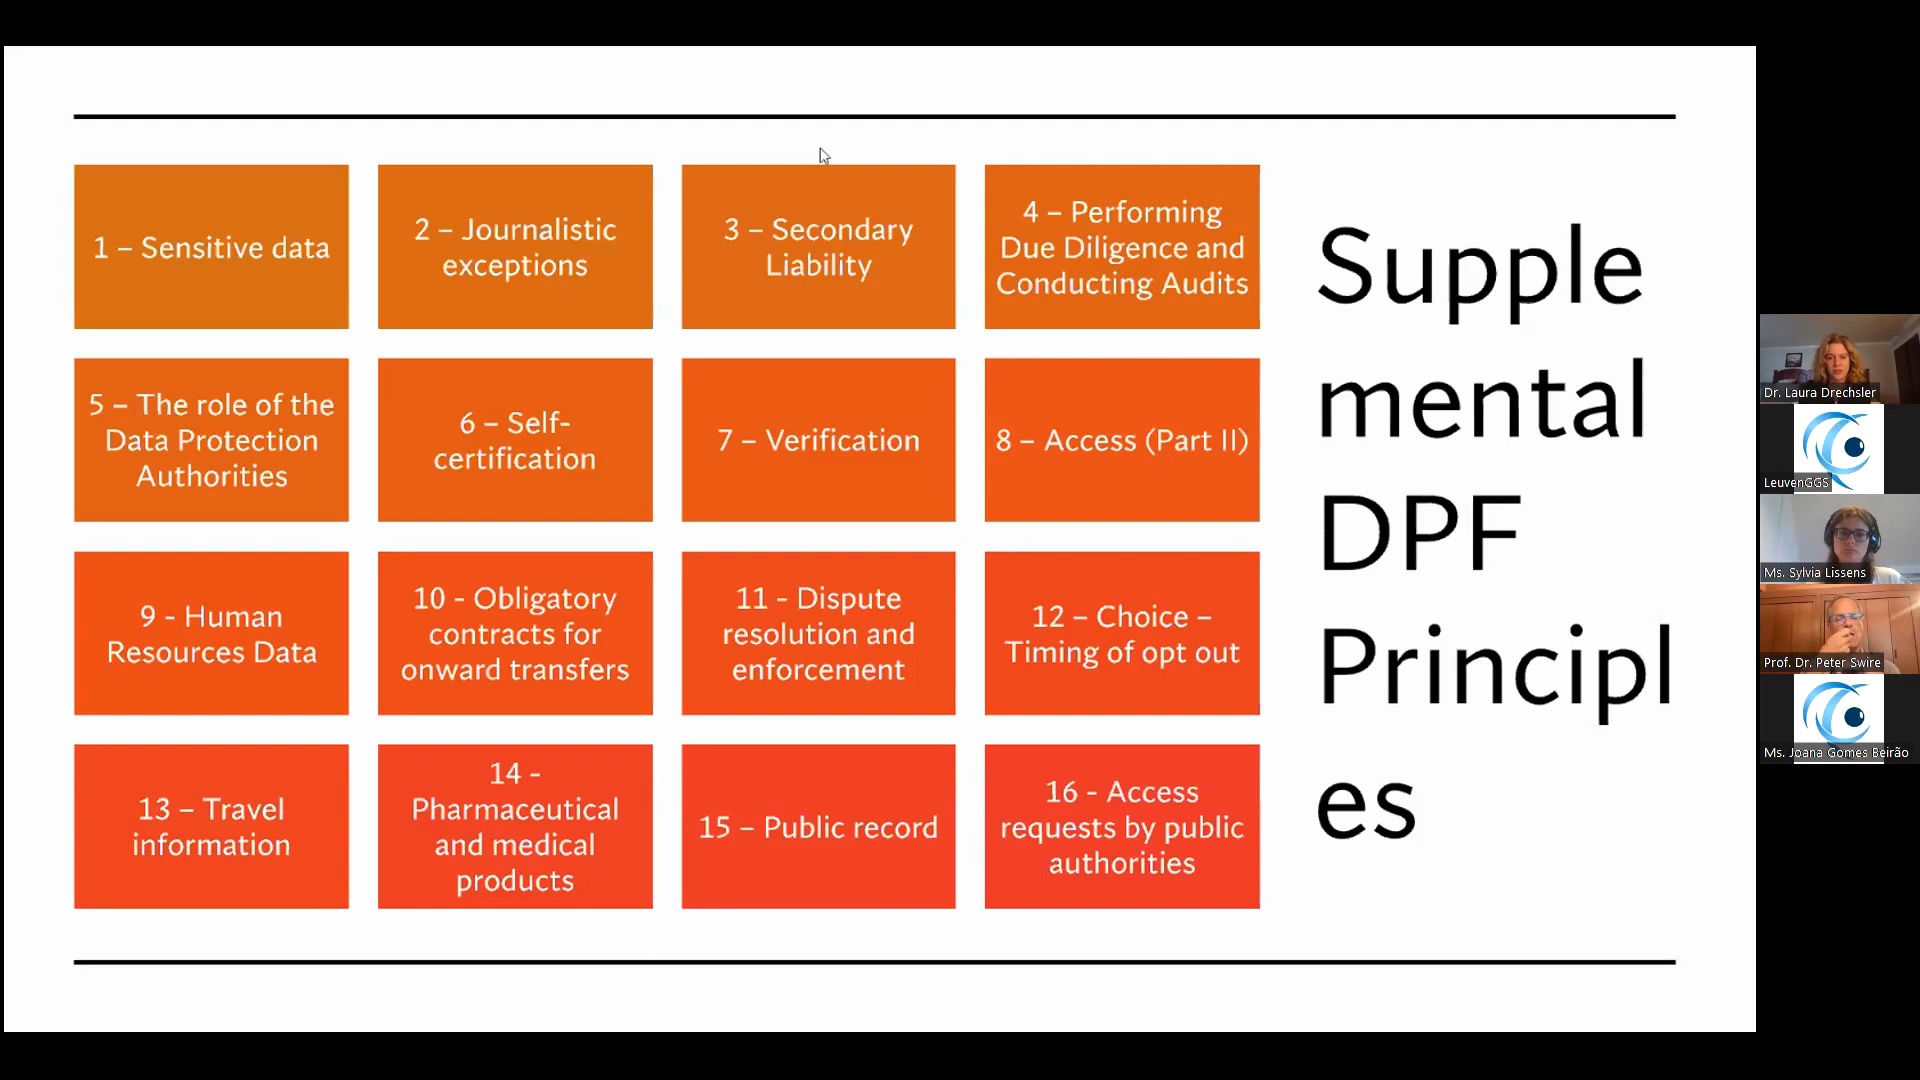 1 – Sensitive data
2 – Journalistic
exceptions
3 – Secondary
Liability
4 – Performing
Due Diligence and
Conducting Audits
5 – The role of the
Data Protection
Authorities
6 – Self-
certification
7 – Verification
8 – Access (Part II)
9 - Human
Resources Data
10 - Obligatory
contracts for
onward transfers
11 - Dispute
resolution and
enforcement
12 – Choice –
Timing of opt out
13 – Travel
information
14 -
Pharmaceutical
and medical
products
15 – Public record
16 - Access
requests by public
authorities
Supple
mental
DPF
Principl
es
Dr. Laura Drechsler
LeuvenGGS
Ms. Sylvia Lissens
Prof. Dr. Peter Swire
Ms. Joana Gomes Beirão